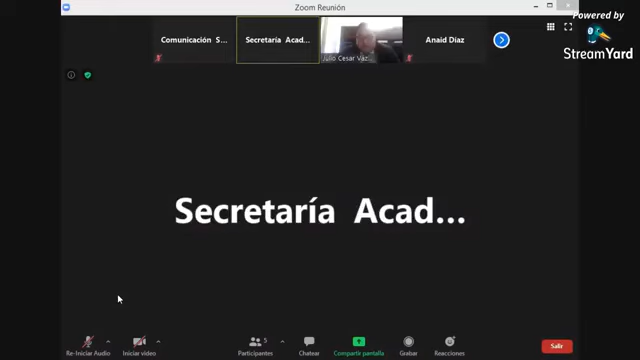 Zoom Reunión
Powered by
StreamYard
Comunicación S...
Secretaría Acad...
Julio Cesar Vaz...
Anaid Díaz
Secretaría Acad...
Re-Iniciar Audio
Iniciar video
5
Participantes
Chatear
Compartir pantalla
Grabar
Reacciones
Salir